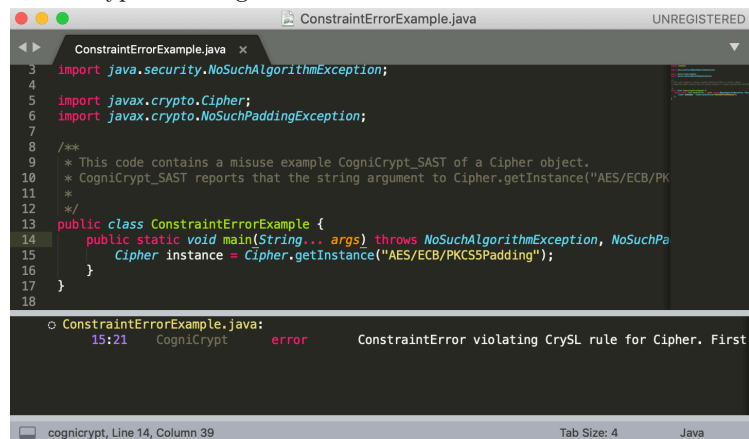 ConstraintErrorExample.java
UNREGISTERED
ConstraintErrorExample.java ×
3 import java.security.NoSuchAlgorithmException;
4
5 import javax.crypto.Cipher;
6 import javax.crypto.NoSuchPaddingException;
7
8 /**
9 * This code contains a misuse example CogniCrypt_SAST of a Cipher object.
10 * CogniCrypt_SAST reports that the string argument to Cipher.getInstance("AES/ECB/PK
11 *
12 */
13 public class ConstraintErrorExample {
14 public static void main(String... args) throws NoSuchAlgorithmException, NoSuchPa
15 Cipher instance = Cipher.getInstance("AES/ECB/PKCS5Padding");
16 }
17 }
18
ConstraintErrorExample.java:
15:21 CogniCrypt error ConstraintError violating CrySL rule for Cipher. First
cognicrypt, Line 14, Column 39
Tab Size: 4
Java